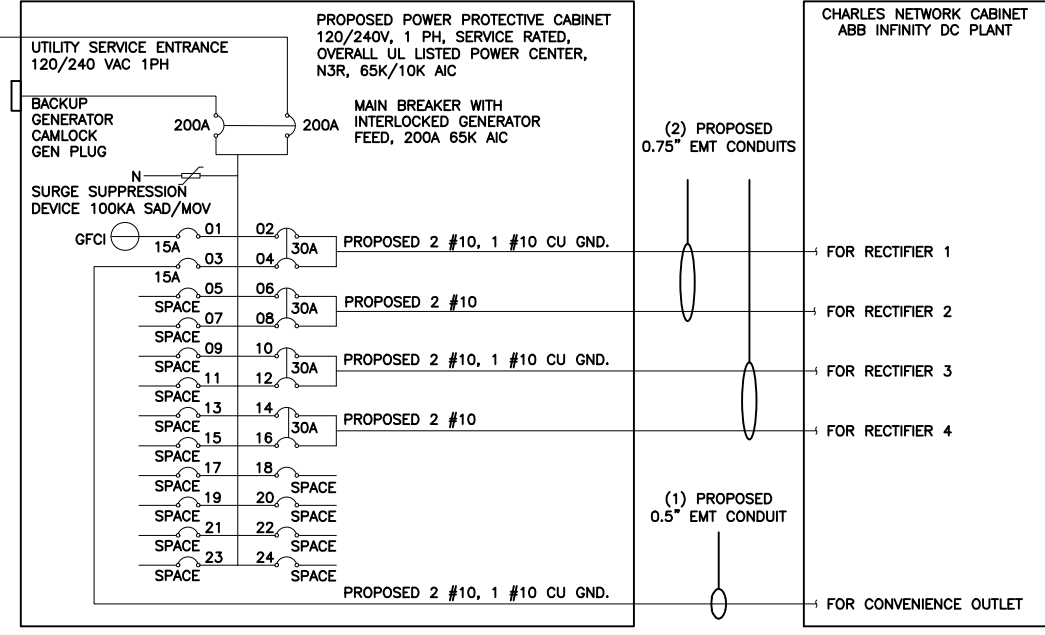 PROPOSED POWER PROTECTIVE CABINET
120/240V, 1 PH, SERVICE RATED,
OVERALL UL LISTED POWER CENTER,
N3R, 65K/10K AIC
CHARLES NETWORK CABINET
ABB INFINITY DC PLANT
UTILITY SERVICE ENTRANCE
120/240 VAC 1PH
BACKUP
GENERATOR
CAMLOCK
GEN PLUG
200A
200A
MAIN BREAKER WITH
INTERLOCKED GENERATOR
FEED, 200A 65K AIC
(2) PROPOSED
0.75" EMT CONDUITS
N
SURGE SUPPRESSION
DEVICE 100KA SAD/MOV
GFCI
15A
01
02
30A
PROPOSED 2 #10, 1 #10 CU GND.
FOR RECTIFIER 1
15A
03
04
SPACE
05
06
30A
PROPOSED 2 #10
FOR RECTIFIER 2
SPACE
07
08
SPACE
09
10
30A
PROPOSED 2 #10, 1 #10 CU GND.
FOR RECTIFIER 3
SPACE
11
12
SPACE
13
14
30A
PROPOSED 2 #10
FOR RECTIFIER 4
SPACE
15
16
SPACE
17
18
SPACE
SPACE
19
20
SPACE
SPACE
21
22
SPACE
SPACE
23
24
SPACE
(1) PROPOSED
0.5" EMT CONDUIT
PROPOSED 2 #10, 1 #10 CU GND.
FOR CONVENIENCE OUTLET